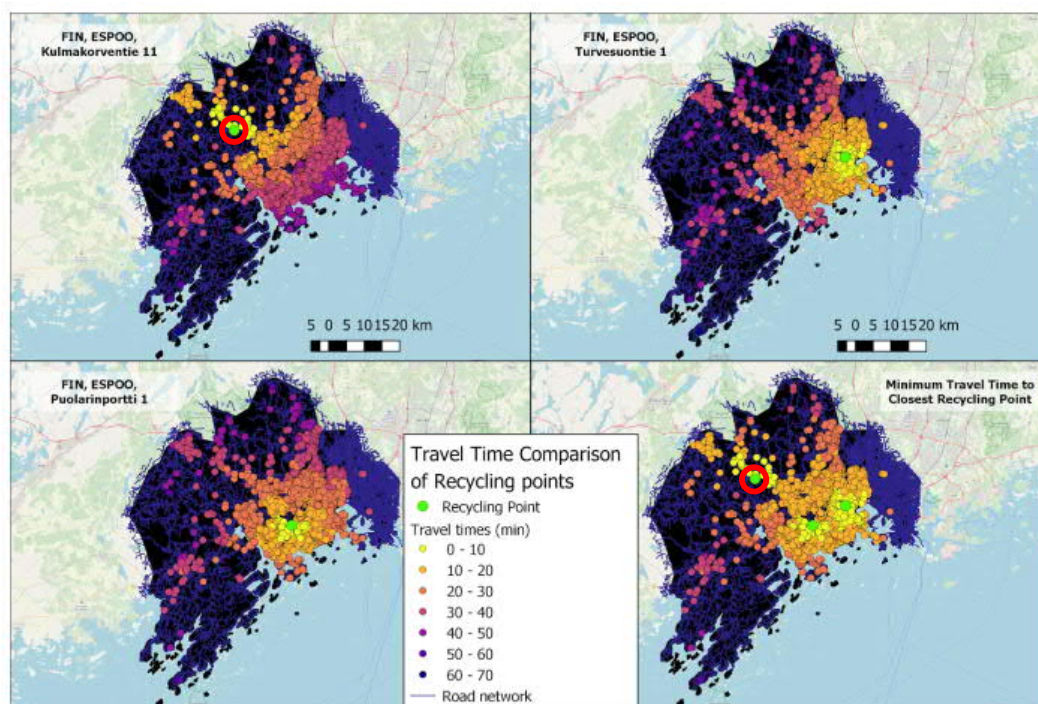 FIN, ESPOO,
Kulmakorventie 11
FIN, ESPOO,
Turvesuontie 1
5 0 5 10 15 20 km
5 0 5 10 15 20 km
FIN, ESPOO,
Puolarinportti 1
Minimum Travel Time to
Closest Recycling Point
Travel Time Comparison
of Recycling points
Recycling Point
Travel times (min)
0 - 10
10 - 20
20 - 30
30 - 40
40 - 50
50 - 60
60 - 70
Road network